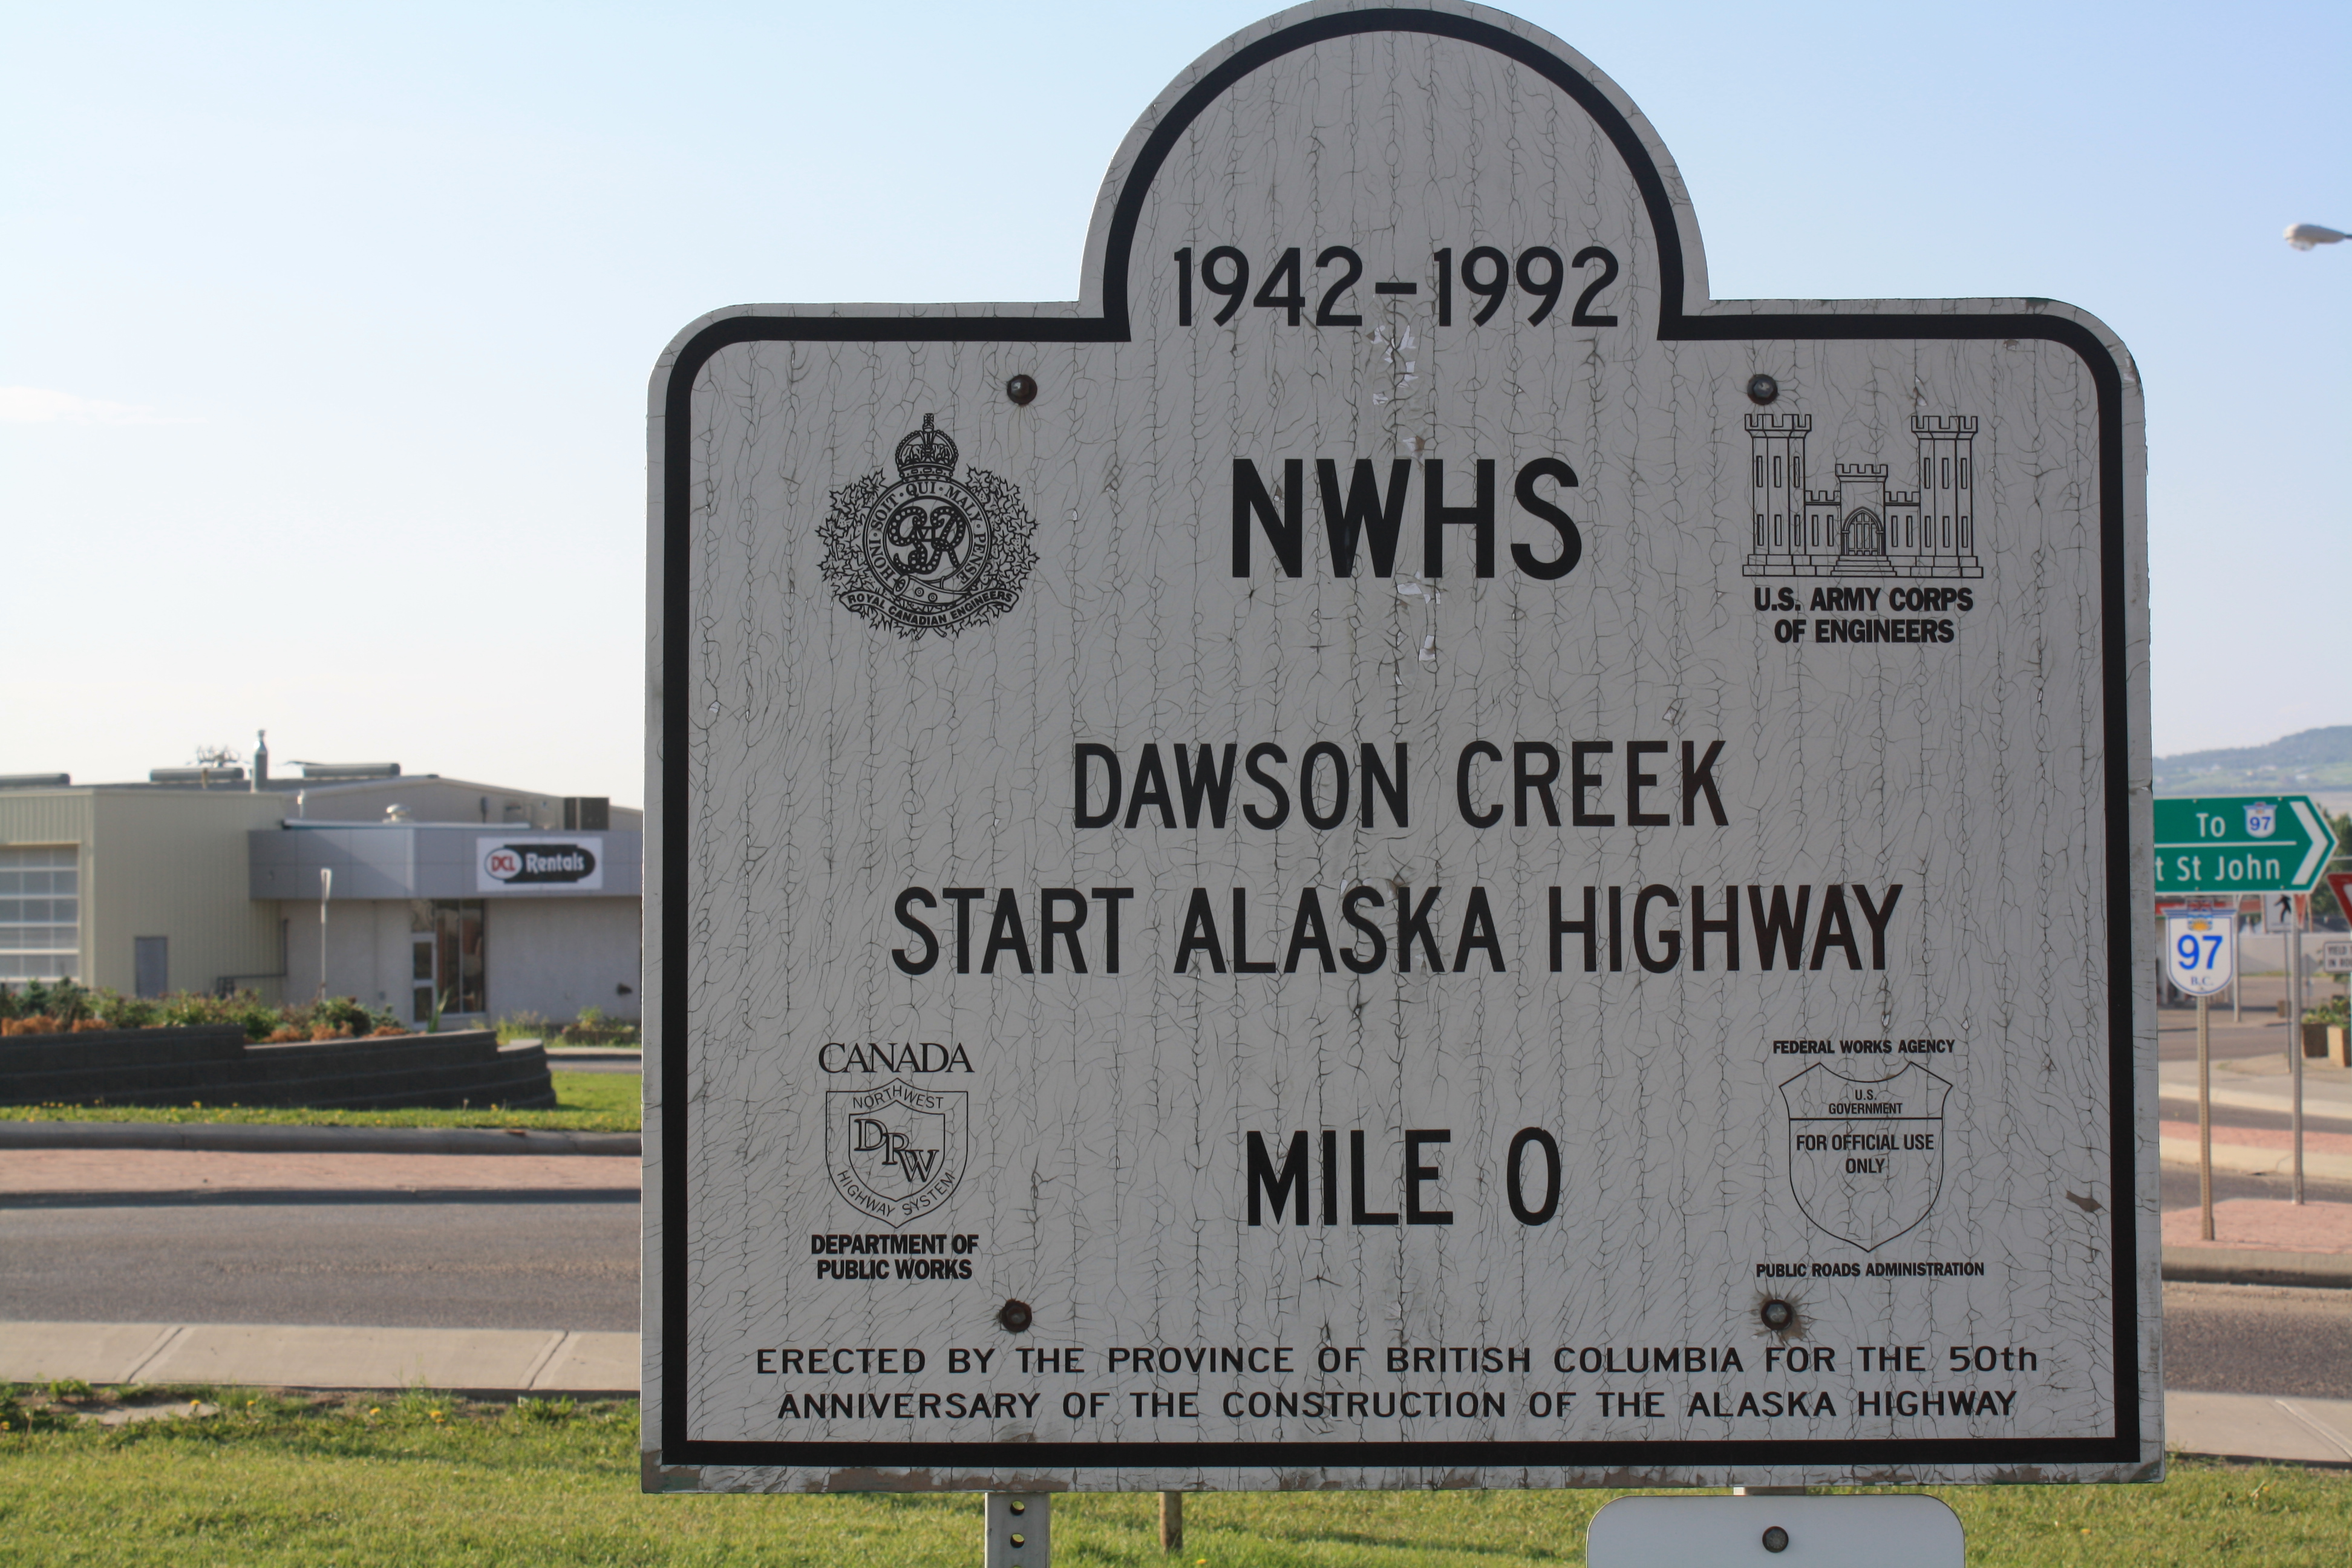 1942-1992
HONI · SOIT · QUI · MALY · PENSE
GVIR
ROYAL CANADIAN ENGINEERS
NWHS
U.S. ARMY CORPS
OF ENGINEERS
DAWSON CREEK
START ALASKA HIGHWAY
CANADA
NORTHWEST
DRW
HIGHWAY SYSTEM
DEPARTMENT OF
PUBLIC WORKS
MILE 0
FEDERAL WORKS AGENCY
U.S.
GOVERNMENT
FOR OFFICIAL USE
ONLY
PUBLIC ROADS ADMINISTRATION
ERECTED BY THE PROVINCE OF BRITISH COLUMBIA FOR THE 50th
ANNIVERSARY OF THE CONSTRUCTION OF THE ALASKA HIGHWAY
DCL Rentals
To 97
t St John
97
B.C.
YIELD